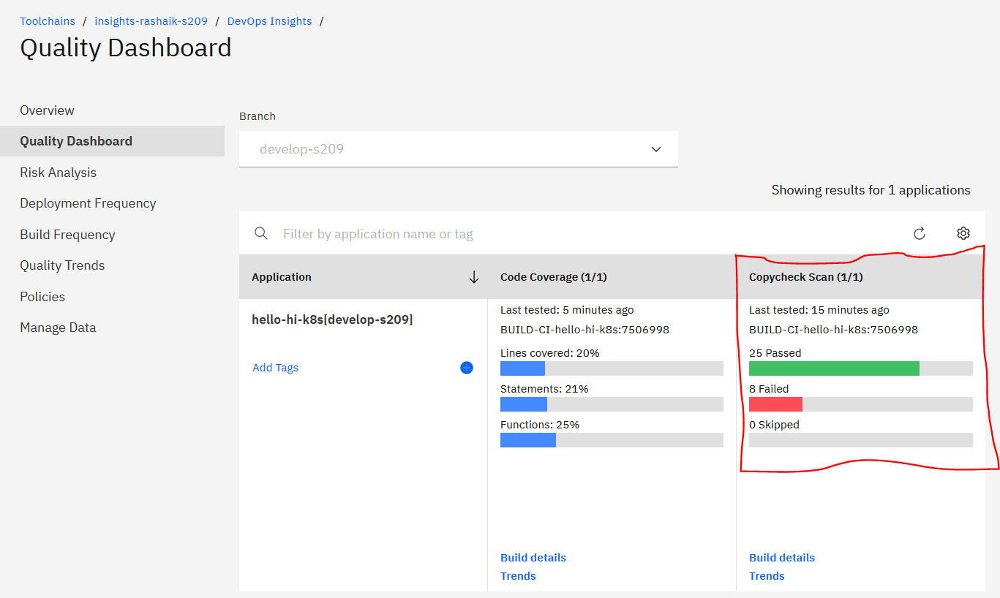 Toolchains / insights-rashaik-s209 / DevOps Insights /
Quality Dashboard
Overview
Quality Dashboard
Risk Analysis
Deployment Frequency
Build Frequency
Quality Trends
Policies
Manage Data
Branch
develop-s209
Showing results for 1 applications
Filter by application name or tag
Application
Code Coverage (1/1)
Copycheck Scan (1/1)
hello-hi-k8s[develop-s209]
Add Tags
Last tested: 5 minutes ago
BUILD-CI-hello-hi-k8s:7506998
Lines covered: 20%
Statements: 21%
Functions: 25%
Build details
Trends
Last tested: 15 minutes ago
BUILD-CI-hello-hi-k8s:7506998
25 Passed
8 Failed
0 Skipped
Build details
Trends